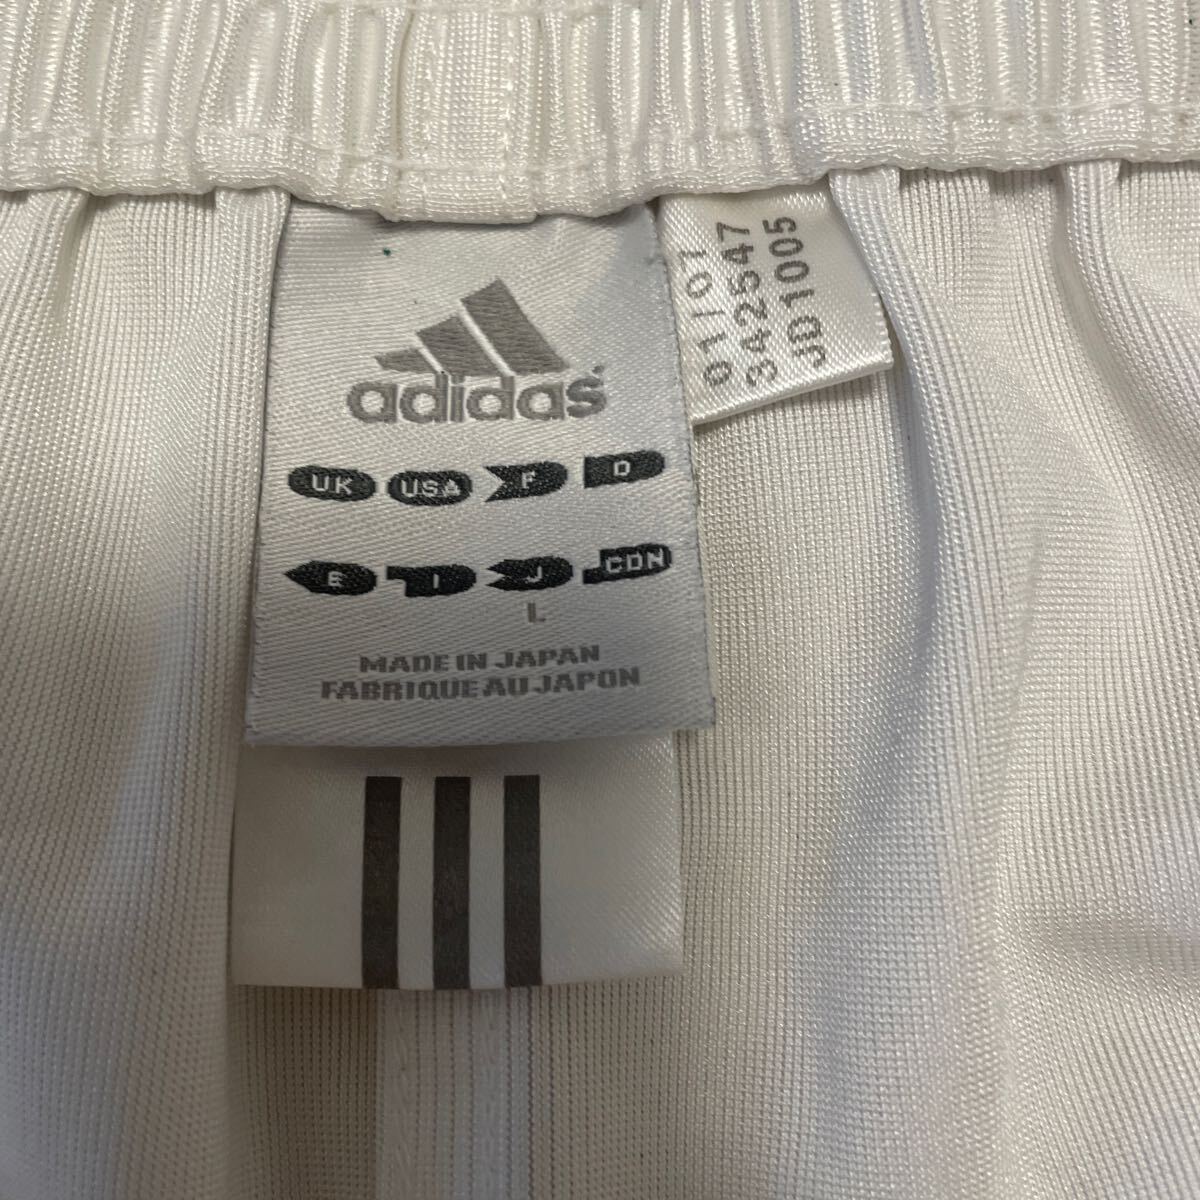 adidas
UK USA F D
E I J CDN
L
MADE IN JAPAN
FABRIQUE AU JAPON
01/07
342547
JD1005